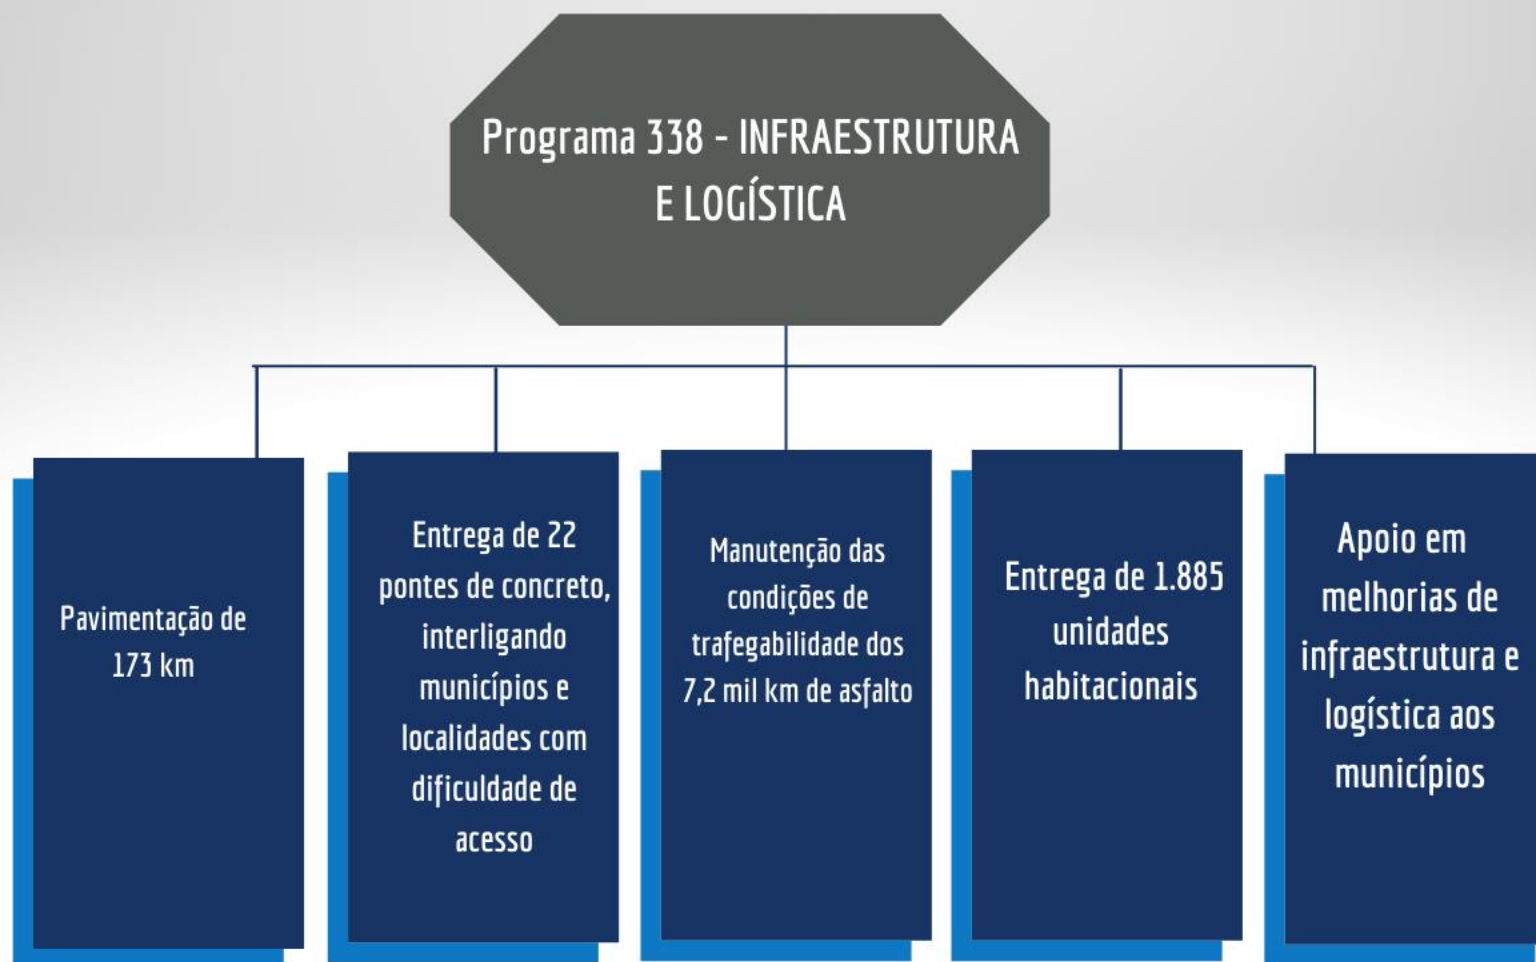 Programa 338 - INFRAESTRUTURA
E LOGÍSTICA
Pavimentação de
173 km
Entrega de 22
pontes de concreto,
interligando
municípios e
localidades com
dificuldade de
acesso
Manutenção das
condições de
trafegabilidade dos
7,2 mil km de asfalto
Entrega de 1.885
unidades
habitacionais
Apoio em
melhorias de
infraestrutura e
logística aos
municípios